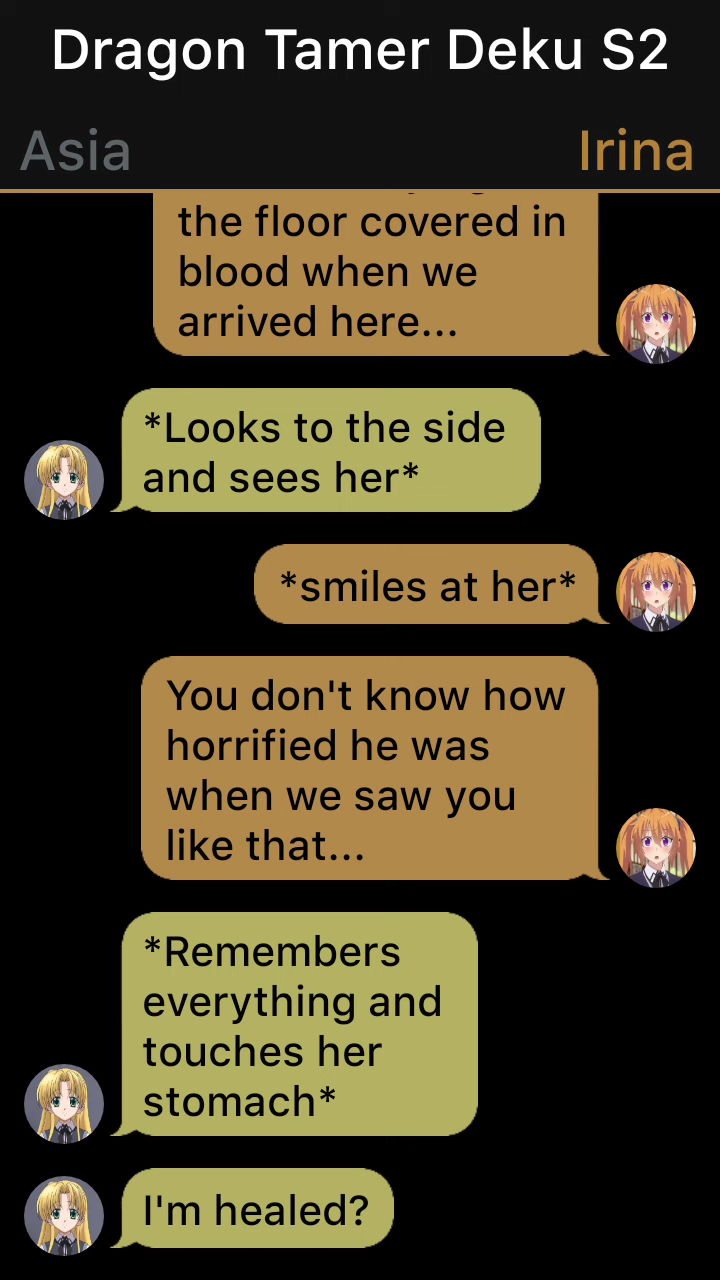 Dragon Tamer Deku S2
Asia
Irina
the floor covered in
blood when we
arrived here...
*Looks to the side
and sees her*
*smiles at her*
You don't know how
horrified he was
when we saw you
like that...
*Remembers
everything and
touches her
stomach*
I'm healed?